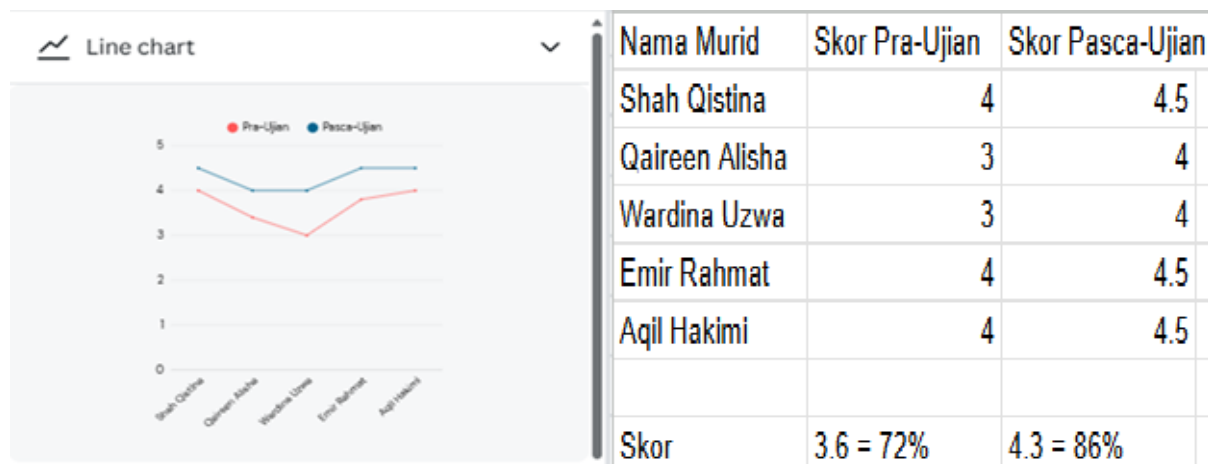 Line chart
Pra-Ujian Pasca-Ujian
5
4
3
2
1
0
Shah Qistina Qaireen Alisha Wardina Uzwa Emir Rahmat Aqil Hakimi
Nama Murid Skor Pra-Ujian Skor Pasca-Ujian
Shah Qistina 4 4.5
Qaireen Alisha 3 4
Wardina Uzwa 3 4
Emir Rahmat 4 4.5
Aqil Hakimi 4 4.5
Skor 3.6 = 72% 4.3 = 86%